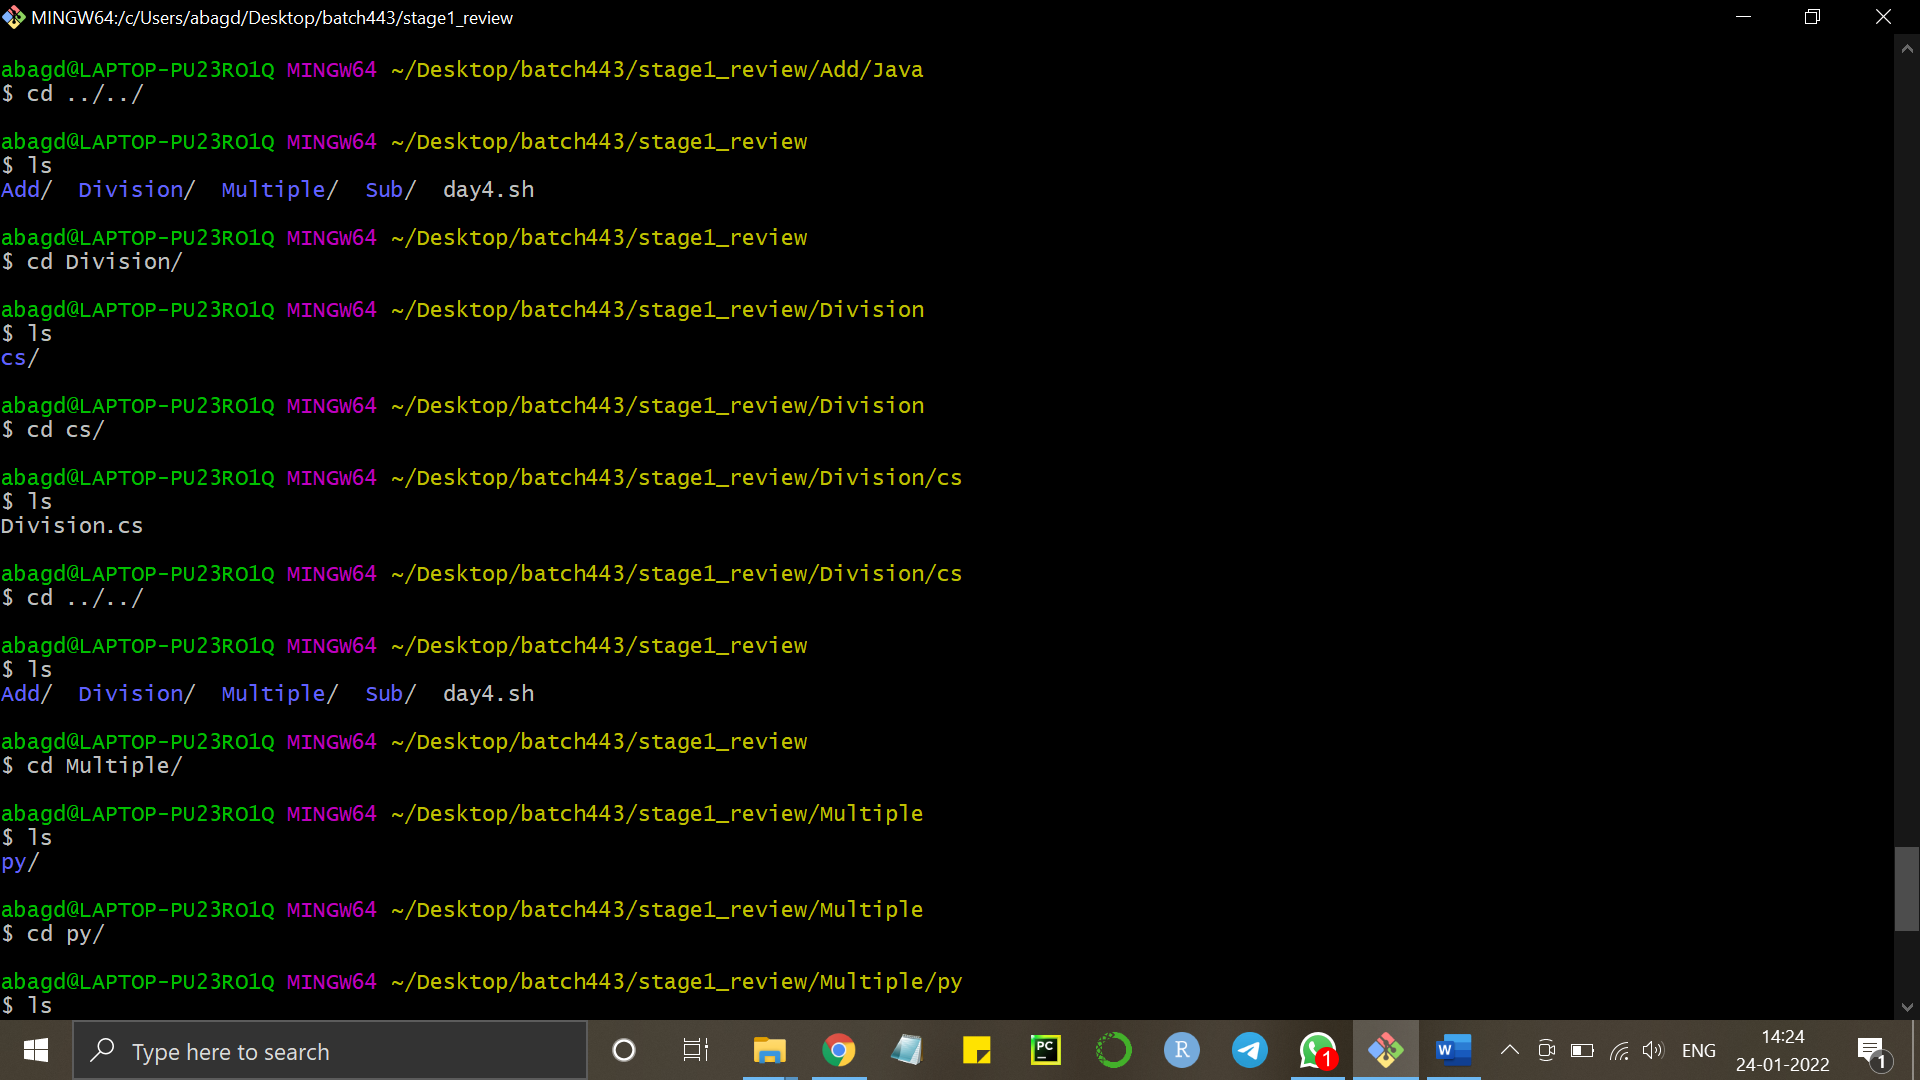 MINGW64:/c/Users/abagd/Desktop/batch443/stage1_review
abagd@LAPTOP-PU23RO1Q MINGW64 ~/Desktop/batch443/stage1_review/Add/Java
$ cd ../../
abagd@LAPTOP-PU23RO1Q MINGW64 ~/Desktop/batch443/stage1_review
$ ls
Add/  Division/  Multiple/  Sub/  day4.sh
abagd@LAPTOP-PU23RO1Q MINGW64 ~/Desktop/batch443/stage1_review
$ cd Division/
abagd@LAPTOP-PU23RO1Q MINGW64 ~/Desktop/batch443/stage1_review/Division
$ ls
cs/
abagd@LAPTOP-PU23RO1Q MINGW64 ~/Desktop/batch443/stage1_review/Division
$ cd cs/
abagd@LAPTOP-PU23RO1Q MINGW64 ~/Desktop/batch443/stage1_review/Division/cs
$ ls
Division.cs
abagd@LAPTOP-PU23RO1Q MINGW64 ~/Desktop/batch443/stage1_review/Division/cs
$ cd ../../
abagd@LAPTOP-PU23RO1Q MINGW64 ~/Desktop/batch443/stage1_review
$ ls
Add/  Division/  Multiple/  Sub/  day4.sh
abagd@LAPTOP-PU23RO1Q MINGW64 ~/Desktop/batch443/stage1_review
$ cd Multiple/
abagd@LAPTOP-PU23RO1Q MINGW64 ~/Desktop/batch443/stage1_review/Multiple
$ ls
py/
abagd@LAPTOP-PU23RO1Q MINGW64 ~/Desktop/batch443/stage1_review/Multiple
$ cd py/
abagd@LAPTOP-PU23RO1Q MINGW64 ~/Desktop/batch443/stage1_review/Multiple/py
$ ls
Type here to search
PC
R
1
W
ENG
14:24
24-01-2022
1